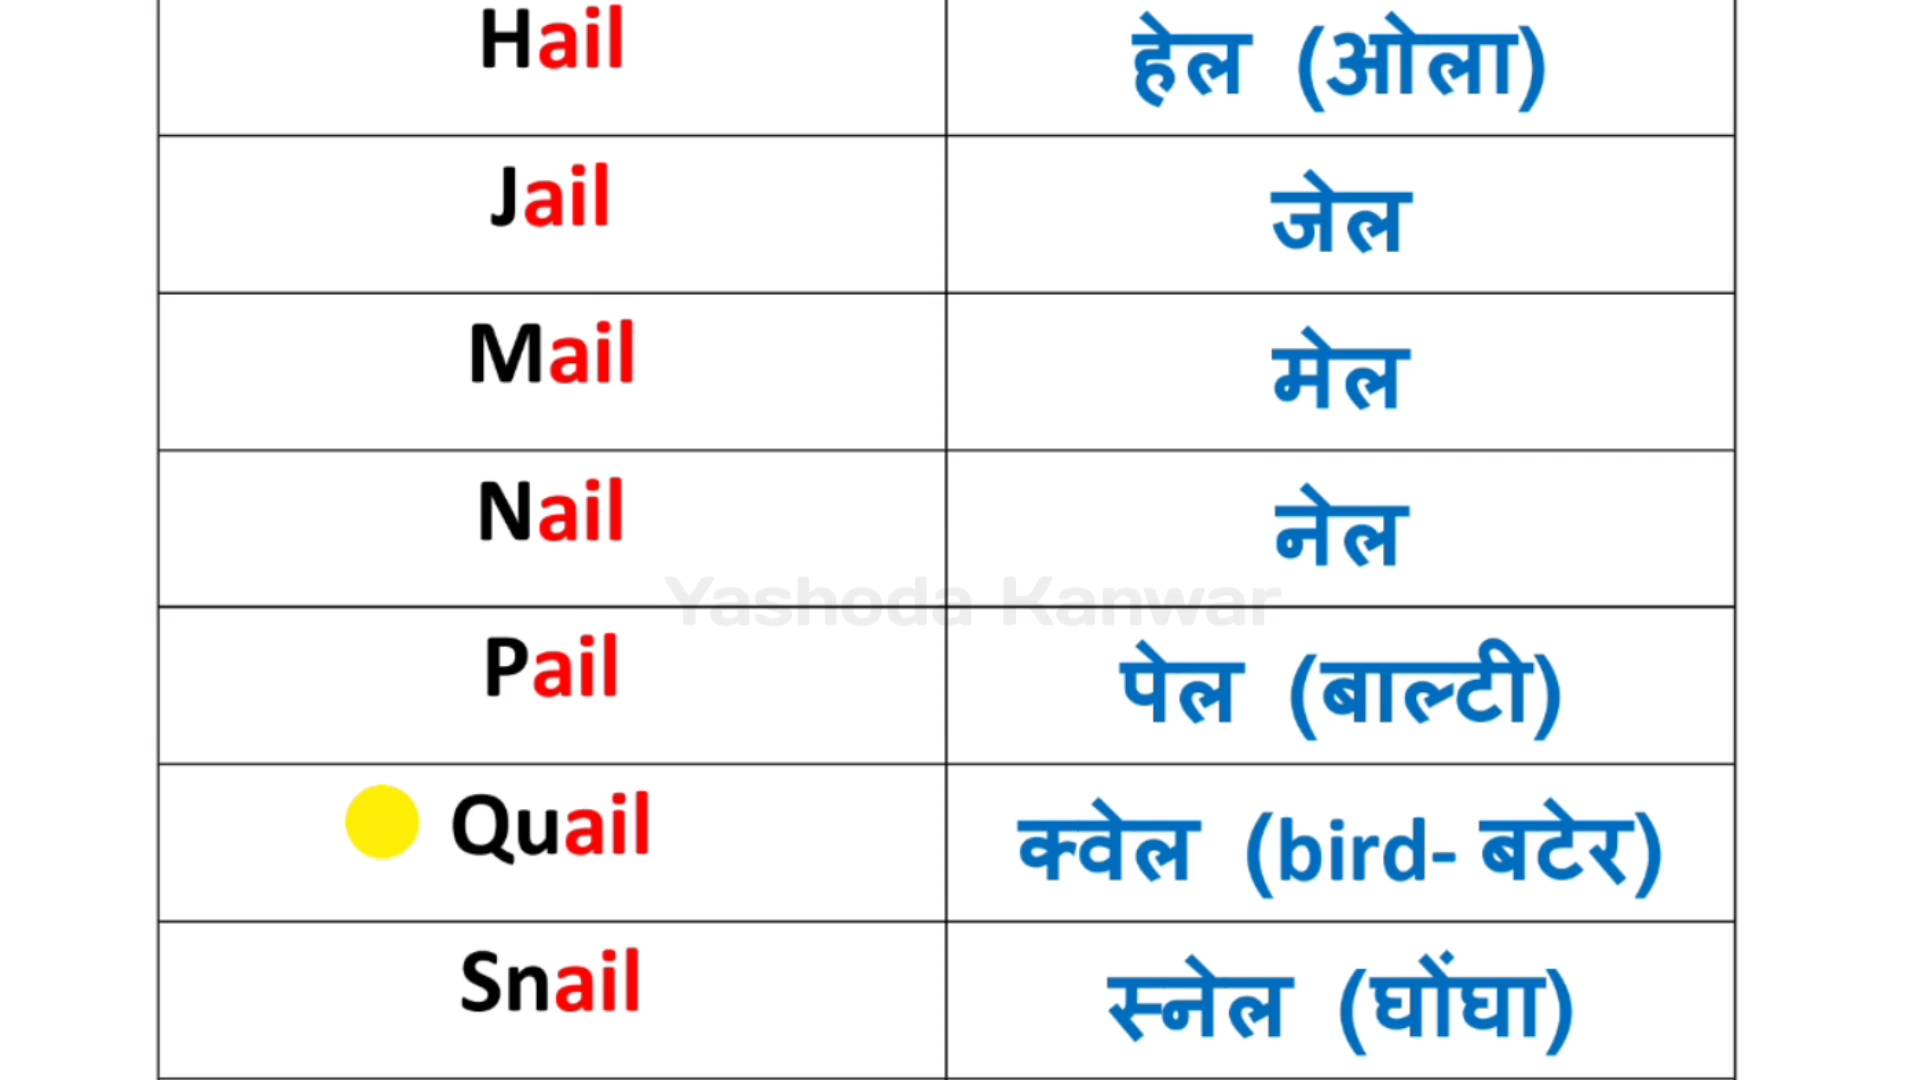 Hail हेल (ओला)
Jail जेल
Mail मेल
Nail नेल
Yashoda Kanwar
Pail पेल (बाल्टी)
Quail क्वेल (bird- बटेर)
Snail स्नेल (घोंघा)